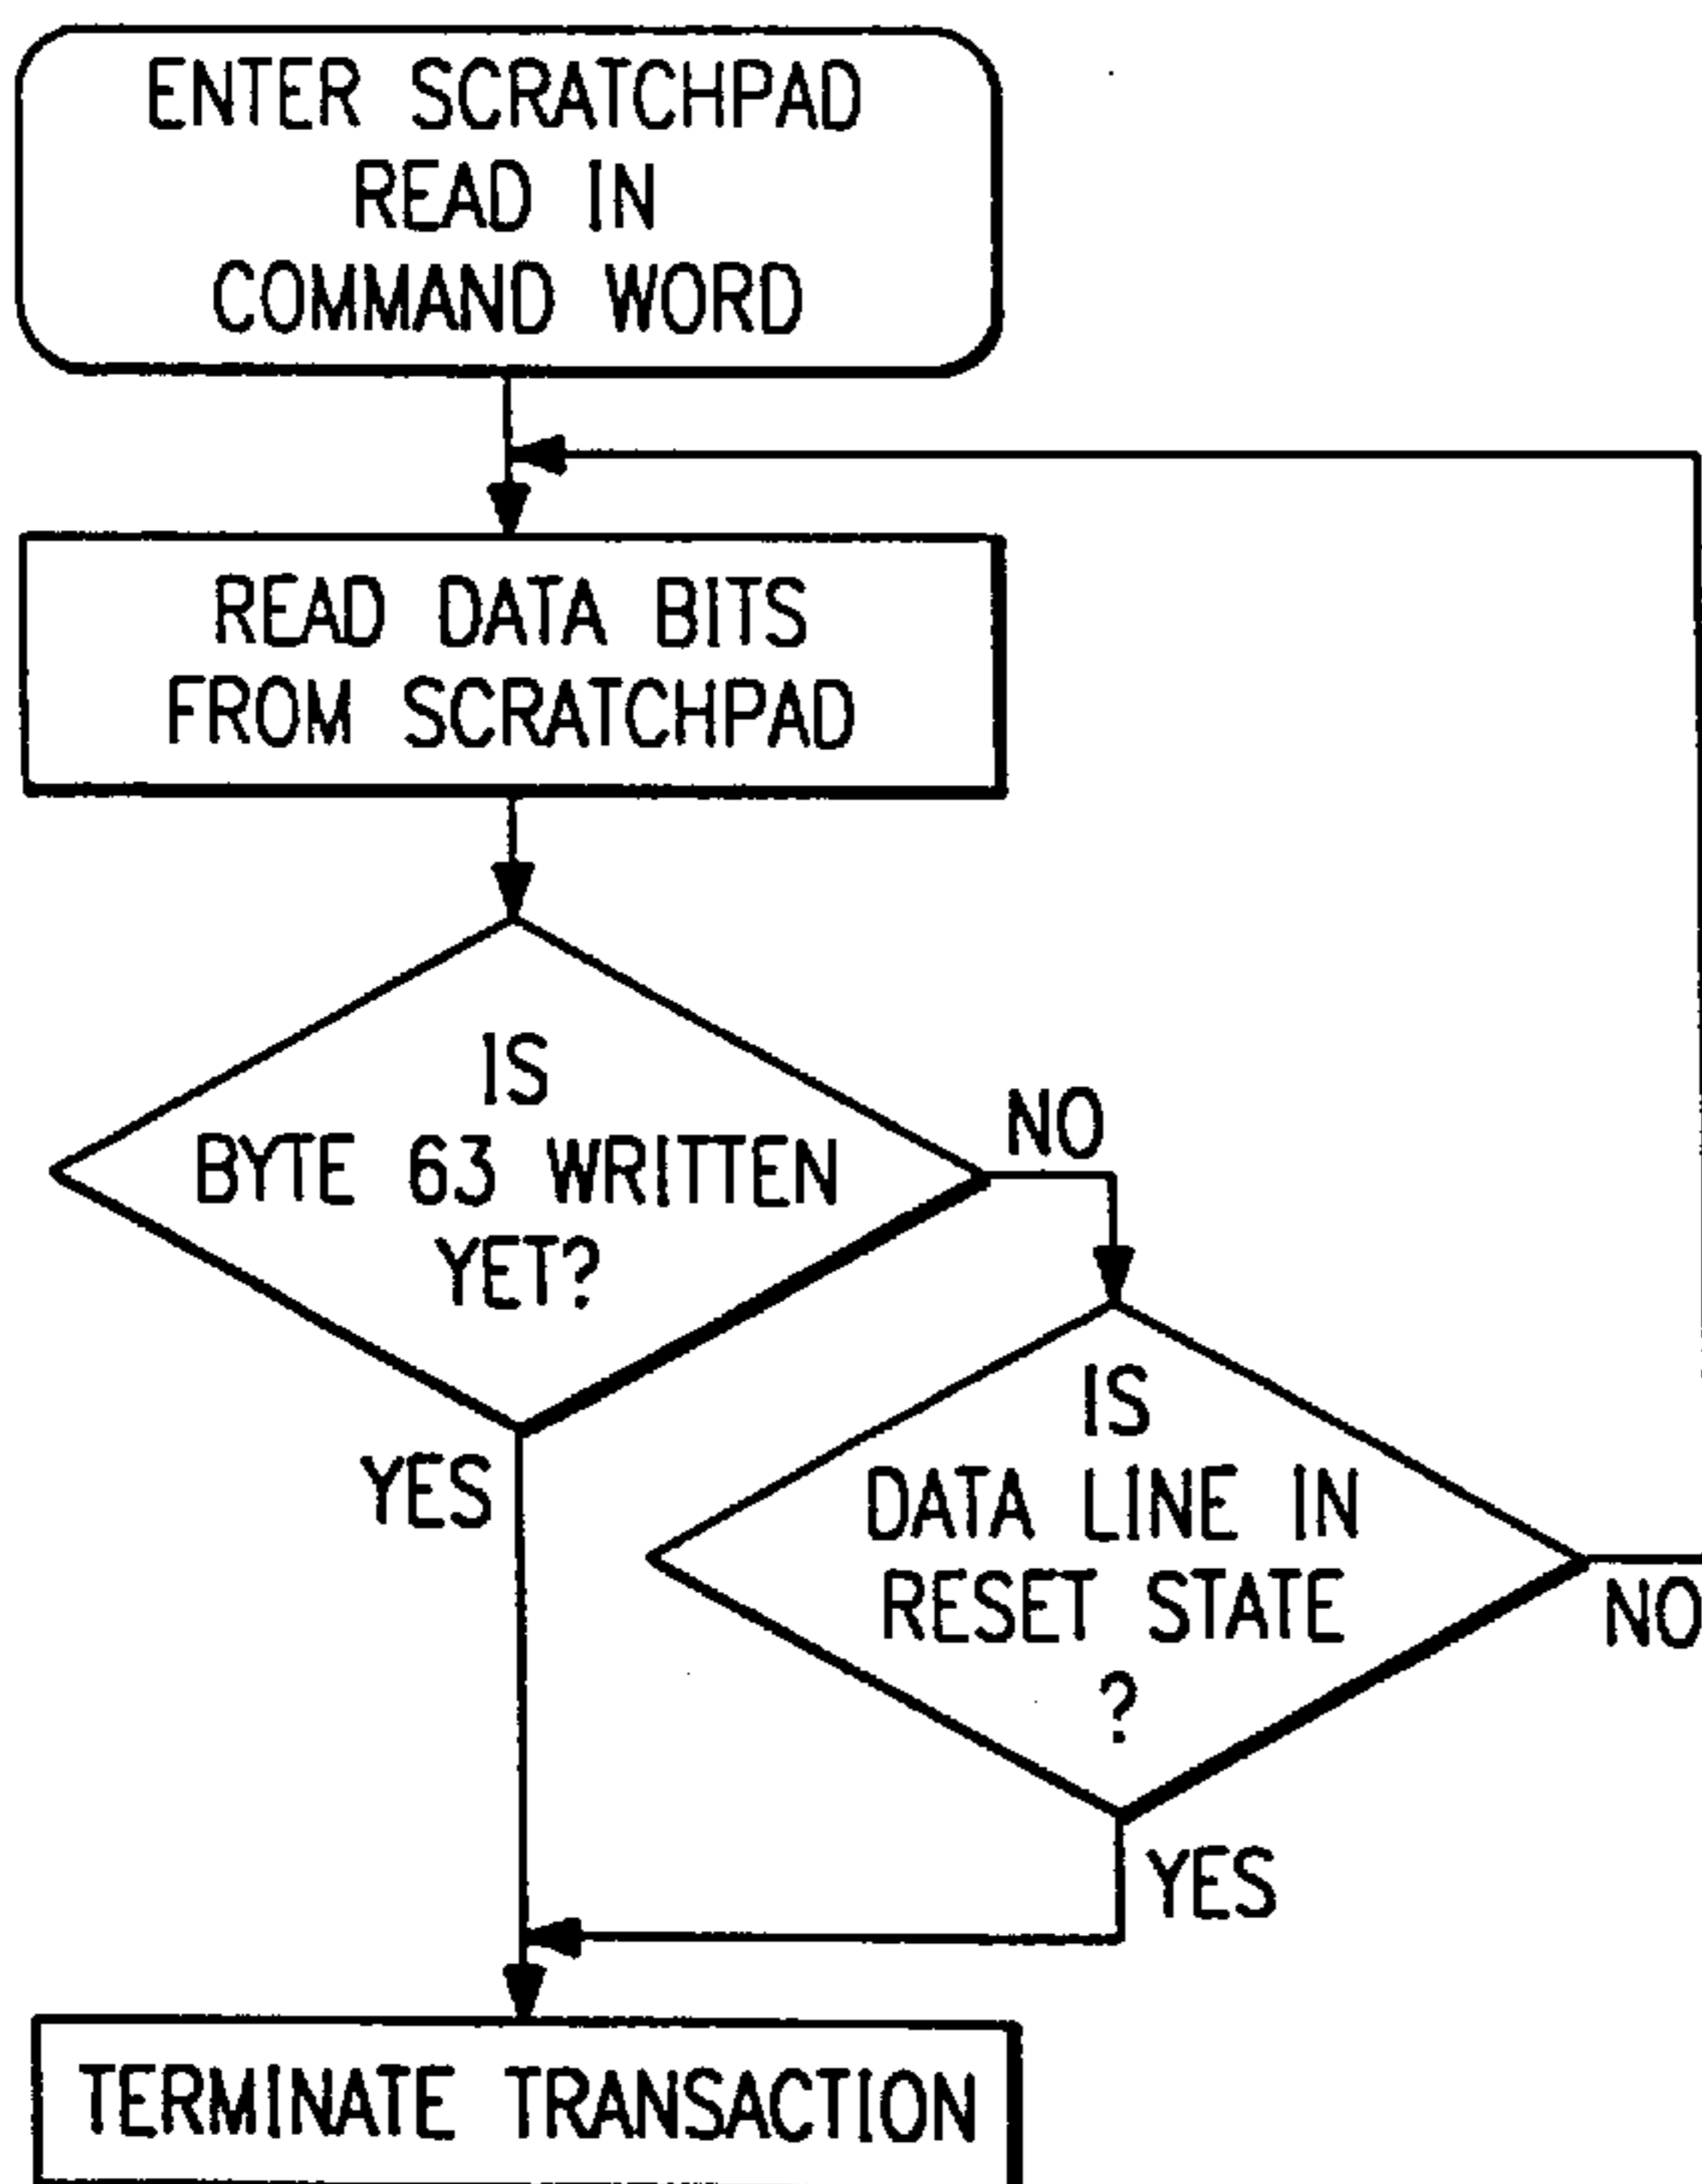 ENTER SCRATCHPAD
READ IN
COMMAND WORD
READ DATA BITS
FROM SCRATCHPAD
IS
BYTE 63 WRITTEN
YET?
NO
YES
IS
DATA LINE IN
RESET STATE
?
NO
YES
TERMINATE TRANSACTION